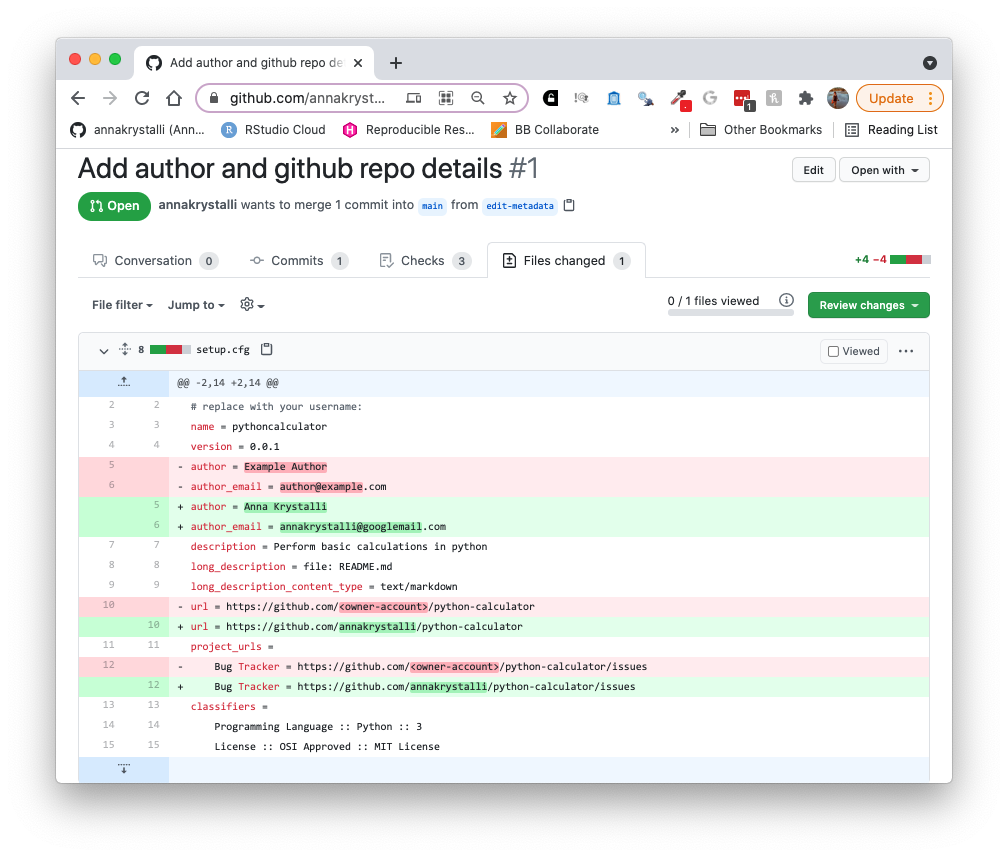 Add author and github repo de
github.com/annakryst...
Update
annakrystalli (Ann...
RStudio Cloud
Reproducible Res...
BB Collaborate
»
Other Bookmarks
Reading List
Add author and github repo details #1
Edit
Open with
Open
annakrystalli wants to merge 1 commit into main from edit-metadata
Conversation 0
Commits 1
Checks 3
Files changed 1
+4 −4
File filter
Jump to
0 / 1 files viewed
Review changes
8 setup.cfg
Viewed
@@ -2,14 +2,14 @@
2 2 # replace with your username:
3 3 name = pythoncalculator
4 4 version = 0.0.1
5 - author = Example Author
6 - author_email = author@example.com
5 + author = Anna Krystalli
6 + author_email = annakrystalli@googlemail.com
7 7 description = Perform basic calculations in python
8 8 long_description = file: README.md
9 9 long_description_content_type = text/markdown
10 - url = https://github.com/<owner-account>/python-calculator
10 + url = https://github.com/annakrystalli/python-calculator
11 11 project_urls =
12 - Bug Tracker = https://github.com/<owner-account>/python-calculator/issues
12 + Bug Tracker = https://github.com/annakrystalli/python-calculator/issues
13 13 classifiers =
14 14 Programming Language :: Python :: 3
15 15 License :: OSI Approved :: MIT License